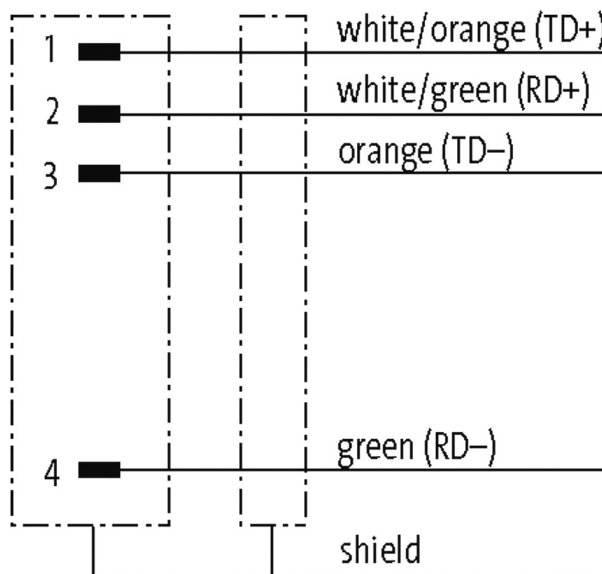 1 white/orange (TD+)
2 white/green (RD+)
3 orange (TD–)
4 green (RD–)
shield